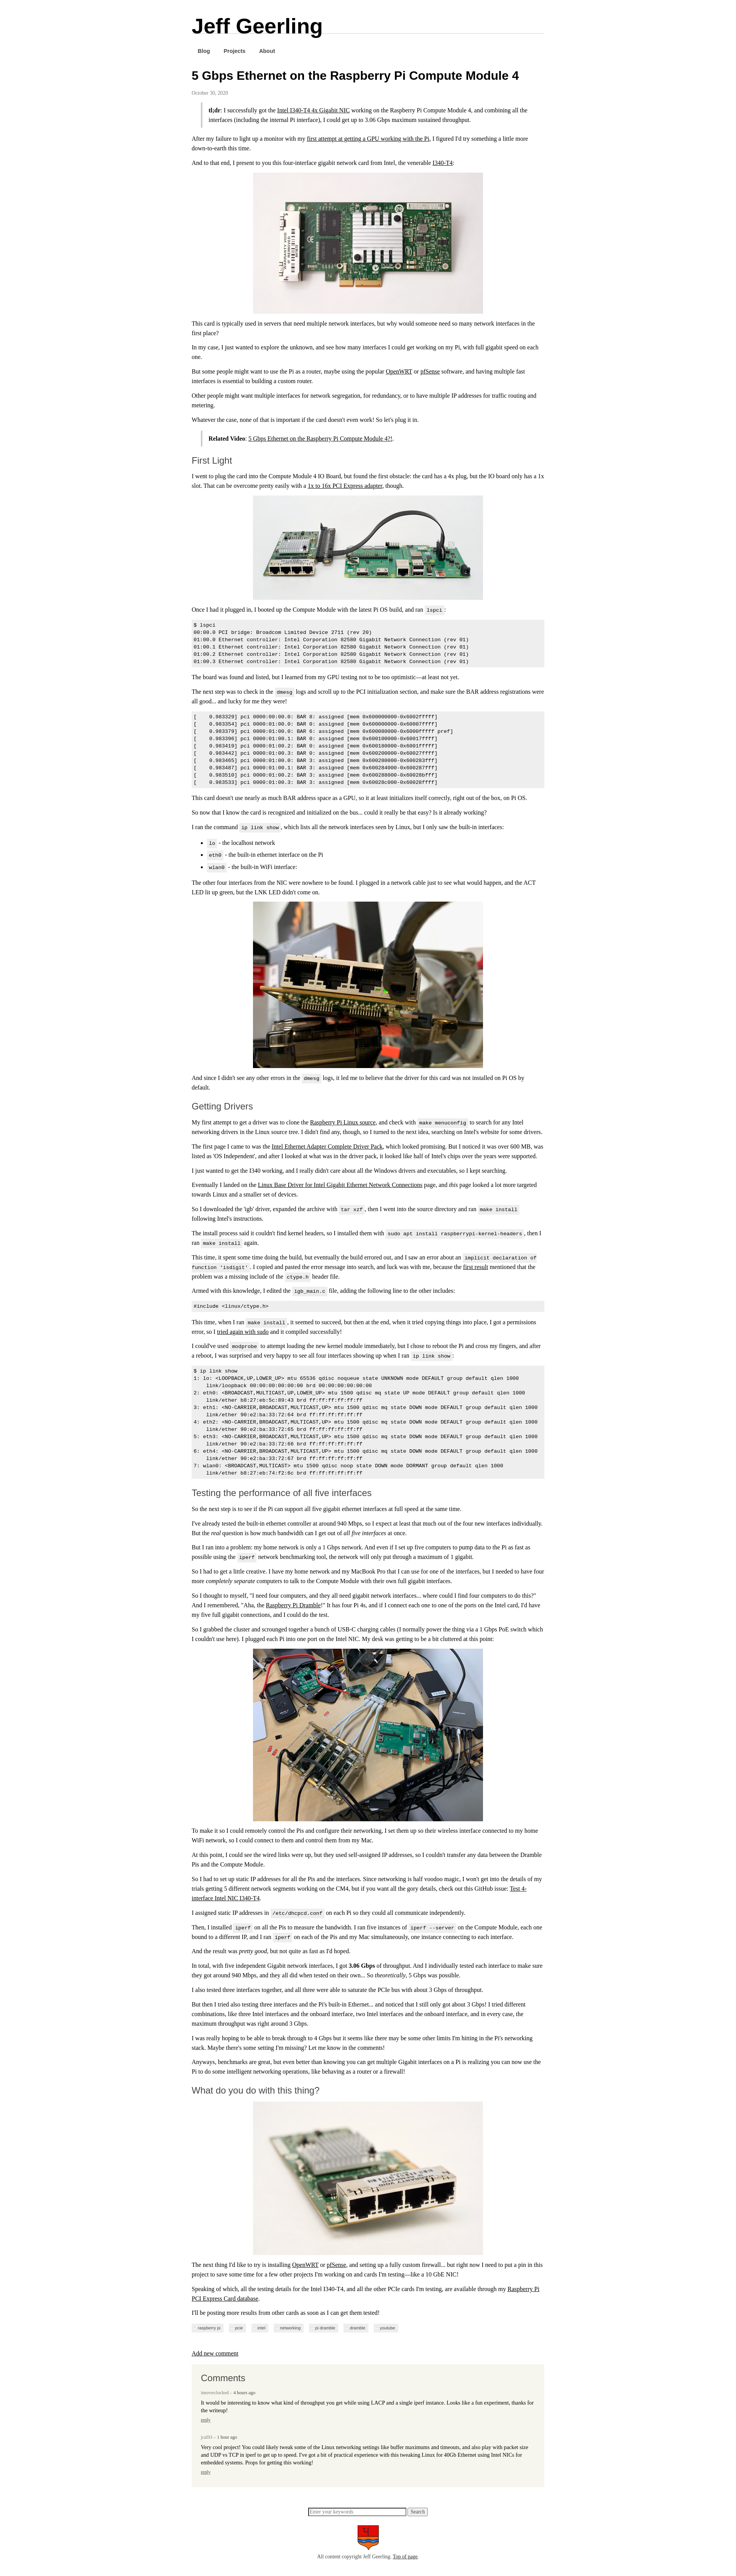 Jeff Geerling
Blog Projects About
5 Gbps Ethernet on the Raspberry Pi Compute Module 4
October 30, 2020
tl;dr: I successfully got the Intel I340-T4 4x Gigabit NIC working on the Raspberry Pi Compute Module 4, and combining all the
interfaces (including the internal Pi interface), I could get up to 3.06 Gbps maximum sustained throughput.
After my failure to light up a monitor with my first attempt at getting a GPU working with the Pi, I figured I'd try something a little more
down-to-earth this time.
And to that end, I present to you this four-interface gigabit network card from Intel, the venerable I340-T4:
This card is typically used in servers that need multiple network interfaces, but why would someone need so many network interfaces in the
first place?
In my case, I just wanted to explore the unknown, and see how many interfaces I could get working on my Pi, with full gigabit speed on each
one.
But some people might want to use the Pi as a router, maybe using the popular OpenWRT or pfSense software, and having multiple fast
interfaces is essential to building a custom router.
Other people might want multiple interfaces for network segregation, for redundancy, or to have multiple IP addresses for traffic routing and
metering.
Whatever the case, none of that is important if the card doesn't even work! So let's plug it in.
Related Video: 5 Gbps Ethernet on the Raspberry Pi Compute Module 4?!.
First Light
I went to plug the card into the Compute Module 4 IO Board, but found the first obstacle: the card has a 4x plug, but the IO board only has a 1x
slot. That can be overcome pretty easily with a 1x to 16x PCI Express adapter, though.
Once I had it plugged in, I booted up the Compute Module with the latest Pi OS build, and ran lspci:
$ lspci
00:00.0 PCI bridge: Broadcom Limited Device 2711 (rev 20)
01:00.0 Ethernet controller: Intel Corporation 82580 Gigabit Network Connection (rev 01)
01:00.1 Ethernet controller: Intel Corporation 82580 Gigabit Network Connection (rev 01)
01:00.2 Ethernet controller: Intel Corporation 82580 Gigabit Network Connection (rev 01)
01:00.3 Ethernet controller: Intel Corporation 82580 Gigabit Network Connection (rev 01)
The board was found and listed, but I learned from my GPU testing not to be too optimistic—at least not yet.
The next step was to check in the dmesg logs and scroll up to the PCI initialization section, and make sure the BAR address registrations were
all good... and lucky for me they were!
[ 0.983329] pci 0000:00:00.0: BAR 8: assigned [mem 0x600000000-0x6002fffff]
[ 0.983354] pci 0000:01:00.0: BAR 0: assigned [mem 0x600000000-0x60007ffff]
[ 0.983379] pci 0000:01:00.0: BAR 6: assigned [mem 0x600080000-0x6000fffff pref]
[ 0.983396] pci 0000:01:00.1: BAR 0: assigned [mem 0x600100000-0x60017ffff]
[ 0.983419] pci 0000:01:00.2: BAR 0: assigned [mem 0x600180000-0x6001fffff]
[ 0.983442] pci 0000:01:00.3: BAR 0: assigned [mem 0x600200000-0x60027ffff]
[ 0.983465] pci 0000:01:00.0: BAR 3: assigned [mem 0x600280000-0x600283fff]
[ 0.983487] pci 0000:01:00.1: BAR 3: assigned [mem 0x600284000-0x600287fff]
[ 0.983510] pci 0000:01:00.2: BAR 3: assigned [mem 0x600288000-0x60028bfff]
[ 0.983533] pci 0000:01:00.3: BAR 3: assigned [mem 0x60028c000-0x60028ffff]
This card doesn't use nearly as much BAR address space as a GPU, so it at least initializes itself correctly, right out of the box, on Pi OS.
So now that I know the card is recognized and initialized on the bus... could it really be that easy? Is it already working?
I ran the command ip link show, which lists all the network interfaces seen by Linux, but I only saw the built-in interfaces:
lo - the localhost network
eth0 - the built-in ethernet interface on the Pi
wlan0 - the built-in WiFi interface:
The other four interfaces from the NIC were nowhere to be found. I plugged in a network cable just to see what would happen, and the ACT
LED lit up green, but the LNK LED didn't come on.
And since I didn't see any other errors in the dmesg logs, it led me to believe that the driver for this card was not installed on Pi OS by
default.
Getting Drivers
My first attempt to get a driver was to clone the Raspberry Pi Linux source, and check with make menuconfig to search for any Intel
networking drivers in the Linux source tree. I didn't find any, though, so I turned to the next idea, searching on Intel's website for some drivers.
The first page I came to was the Intel Ethernet Adapter Complete Driver Pack, which looked promising. But I noticed it was over 600 MB, was
listed as 'OS Independent', and after I looked at what was in the driver pack, it looked like half of Intel's chips over the years were supported.
I just wanted to get the I340 working, and I really didn't care about all the Windows drivers and executables, so I kept searching.
Eventually I landed on the Linux Base Driver for Intel Gigabit Ethernet Network Connections page, and this page looked a lot more targeted
towards Linux and a smaller set of devices.
So I downloaded the 'igb' driver, expanded the archive with tar xzf, then I went into the source directory and ran make install
following Intel's instructions.
The install process said it couldn't find kernel headers, so I installed them with sudo apt install raspberrypi-kernel-headers, then I
ran make install again.
This time, it spent some time doing the build, but eventually the build errored out, and I saw an error about an implicit declaration of
function 'isdigit'. I copied and pasted the error message into search, and luck was with me, because the first result mentioned that the
problem was a missing include of the ctype.h header file.
Armed with this knowledge, I edited the igb_main.c file, adding the following line to the other includes:
#include <linux/ctype.h>
This time, when I ran make install, it seemed to succeed, but then at the end, when it tried copying things into place, I got a permissions
error, so I tried again with sudo and it compiled successfully!
I could've used modprobe to attempt loading the new kernel module immediately, but I chose to reboot the Pi and cross my fingers, and after
a reboot, I was surprised and very happy to see all four interfaces showing up when I ran ip link show:
$ ip link show
1: lo: <LOOPBACK,UP,LOWER_UP> mtu 65536 qdisc noqueue state UNKNOWN mode DEFAULT group default qlen 1000
link/loopback 00:00:00:00:00:00 brd 00:00:00:00:00:00
2: eth0: <BROADCAST,MULTICAST,UP,LOWER_UP> mtu 1500 qdisc mq state UP mode DEFAULT group default qlen 1000
link/ether b8:27:eb:5c:89:43 brd ff:ff:ff:ff:ff:ff
3: eth1: <NO-CARRIER,BROADCAST,MULTICAST,UP> mtu 1500 qdisc mq state DOWN mode DEFAULT group default qlen 1000
link/ether 90:e2:ba:33:72:64 brd ff:ff:ff:ff:ff:ff
4: eth2: <NO-CARRIER,BROADCAST,MULTICAST,UP> mtu 1500 qdisc mq state DOWN mode DEFAULT group default qlen 1000
link/ether 90:e2:ba:33:72:65 brd ff:ff:ff:ff:ff:ff
5: eth3: <NO-CARRIER,BROADCAST,MULTICAST,UP> mtu 1500 qdisc mq state DOWN mode DEFAULT group default qlen 1000
link/ether 90:e2:ba:33:72:66 brd ff:ff:ff:ff:ff:ff
6: eth4: <NO-CARRIER,BROADCAST,MULTICAST,UP> mtu 1500 qdisc mq state DOWN mode DEFAULT group default qlen 1000
link/ether 90:e2:ba:33:72:67 brd ff:ff:ff:ff:ff:ff
7: wlan0: <BROADCAST,MULTICAST> mtu 1500 qdisc noop state DOWN mode DORMANT group default qlen 1000
link/ether b8:27:eb:74:f2:6c brd ff:ff:ff:ff:ff:ff
Testing the performance of all five interfaces
So the next step is to see if the Pi can support all five gigabit ethernet interfaces at full speed at the same time.
I've already tested the built-in ethernet controller at around 940 Mbps, so I expect at least that much out of the four new interfaces individually.
But the real question is how much bandwidth can I get out of all five interfaces at once.
But I ran into a problem: my home network is only a 1 Gbps network. And even if I set up five computers to pump data to the Pi as fast as
possible using the iperf network benchmarking tool, the network will only put through a maximum of 1 gigabit.
So I had to get a little creative. I have my home network and my MacBook Pro that I can use for one of the interfaces, but I needed to have four
more completely separate computers to talk to the Compute Module with their own full gigabit interfaces.
So I thought to myself, "I need four computers, and they all need gigabit network interfaces... where could I find four computers to do this?"
And I remembered, "Aha, the Raspberry Pi Dramble!" It has four Pi 4s, and if I connect each one to one of the ports on the Intel card, I'd have
my five full gigabit connections, and I could do the test.
So I grabbed the cluster and scrounged together a bunch of USB-C charging cables (I normally power the thing via a 1 Gbps PoE switch which
I couldn't use here). I plugged each Pi into one port on the Intel NIC. My desk was getting to be a bit cluttered at this point:
To make it so I could remotely control the Pis and configure their networking, I set them up so their wireless interface connected to my home
WiFi network, so I could connect to them and control them from my Mac.
At this point, I could see the wired links were up, but they used self-assigned IP addresses, so I couldn't transfer any data between the Dramble
Pis and the Compute Module.
So I had to set up static IP addresses for all the Pis and the interfaces. Since networking is half voodoo magic, I won't get into the details of my
trials getting 5 different network segments working on the CM4, but if you want all the gory details, check out this GitHub issue: Test 4-
interface Intel NIC I340-T4.
I assigned static IP addresses in /etc/dhcpcd.conf on each Pi so they could all communicate independently.
Then, I installed iperf on all the Pis to measure the bandwidth. I ran five instances of iperf --server on the Compute Module, each one
bound to a different IP, and I ran iperf on each of the Pis and my Mac simultaneously, one instance connecting to each interface.
And the result was pretty good, but not quite as fast as I'd hoped.
In total, with five independent Gigabit network interfaces, I got 3.06 Gbps of throughput. And I individually tested each interface to make sure
they got around 940 Mbps, and they all did when tested on their own... So theoretically, 5 Gbps was possible.
I also tested three interfaces together, and all three were able to saturate the PCIe bus with about 3 Gbps of throughput.
But then I tried also testing three interfaces and the Pi's built-in Ethernet... and noticed that I still only got about 3 Gbps! I tried different
combinations, like three Intel interfaces and the onboard interface, two Intel interfaces and the onboard interface, and in every case, the
maximum throughput was right around 3 Gbps.
I was really hoping to be able to break through to 4 Gbps but it seems like there may be some other limits I'm hitting in the Pi's networking
stack. Maybe there's some setting I'm missing? Let me know in the comments!
Anyways, benchmarks are great, but even better than knowing you can get multiple Gigabit interfaces on a Pi is realizing you can now use the
Pi to do some intelligent networking operations, like behaving as a router or a firewall!
What do you do with this thing?
The next thing I'd like to try is installing OpenWRT or pfSense, and setting up a fully custom firewall... but right now I need to put a pin in this
project to save some time for a few other projects I'm working on and cards I'm testing—like a 10 GbE NIC!
Speaking of which, all the testing details for the Intel I340-T4, and all the other PCIe cards I'm testing, are available through my Raspberry Pi
PCI Express Card database.
I'll be posting more results from other cards as soon as I can get them tested!
raspberry pi pcie intel networking pi dramble dramble youtube
Add new comment
Comments
– 4 hours ago
It would be interesting to know what kind of throughput you get while using LACP and a single iperf instance. Looks like a fun experiment, thanks for
the writeup!
reply
– 1 hour ago
Very cool project! You could likely tweak some of the Linux networking settings like buffer maximums and timeouts, and also play with packet size
and UDP vs TCP in iperf to get up to speed. I've got a bit of practical experience with this tweaking Linux for 40Gb Ethernet using Intel NICs for
embedded systems. Props for getting this working!
reply
Enter your keywords Search
All content copyright Jeff Geerling. Top of page.